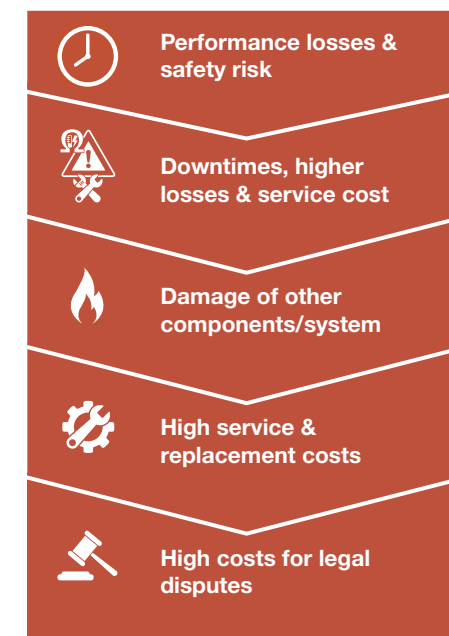 Performance losses &
safety risk
Downtimes, higher
losses & service cost
Damage of other
components/system
High service &
replacement costs
High costs for legal
disputes